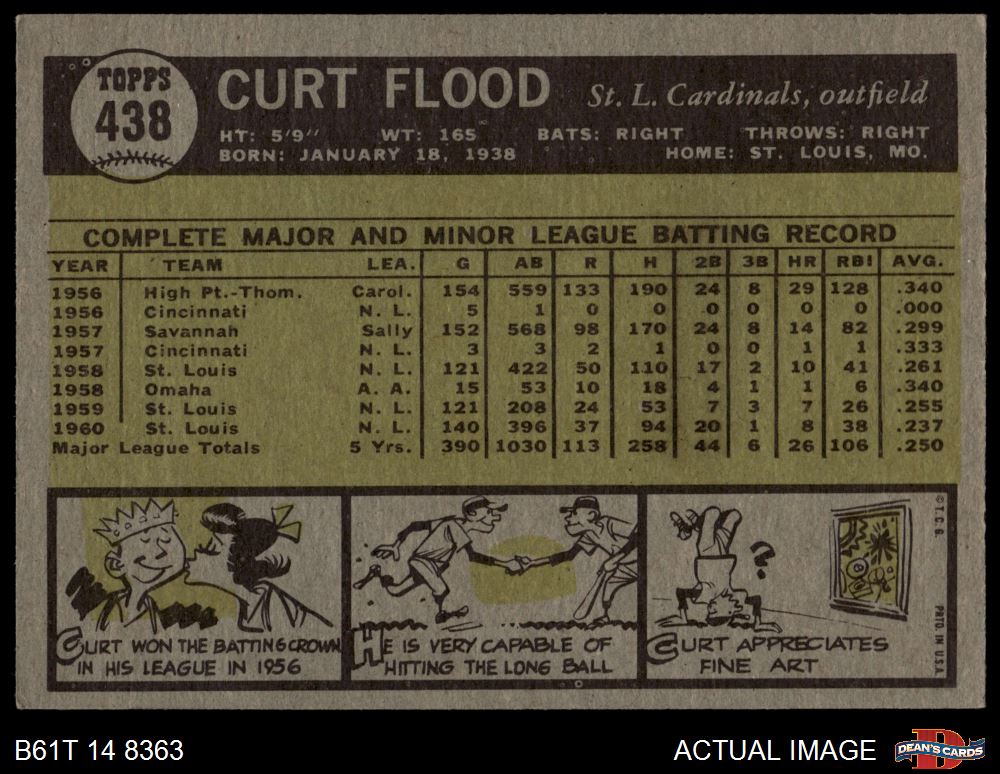 TOPPS
438
CURT FLOOD St. L. Cardinals, outfield
HT: 5'9" WT: 165 BATS: RIGHT THROWS: RIGHT
BORN: JANUARY 18, 1938 HOME: ST. LOUIS, MO.
COMPLETE MAJOR AND MINOR LEAGUE BATTING RECORD
YEAR TEAM LEA. G AB R H 2B 3B HR RBI AVG.
1956 High Pt.-Thom. Carol. 154 559 133 190 24 8 29 128 .340
1956 Cincinnati N. L. 5 1 0 0 0 0 0 0 .000
1957 Savannah Sally 152 568 98 170 24 8 14 82 .299
1957 Cincinnati N. L. 3 3 2 1 0 0 1 1 .333
1958 St. Louis N. L. 121 422 50 110 17 2 10 41 .261
1958 Omaha A. A. 15 53 10 18 4 1 1 6 .340
1959 St. Louis N. L. 121 208 24 53 7 3 7 26 .255
1960 St. Louis N. L. 140 396 37 94 20 1 8 38 .237
Major League Totals 5 Yrs. 390 1030 113 258 44 6 26 106 .250
CURT WON THE BATTING CROWN
IN HIS LEAGUE IN 1956
HE IS VERY CAPABLE OF
HITTING THE LONG BALL
?
8
CURT APPRECIATES
FINE ART
© T.C.G. PRTD. IN U.S.A.
B61T 14 8363
ACTUAL IMAGE
D
DEAN'S CARDS